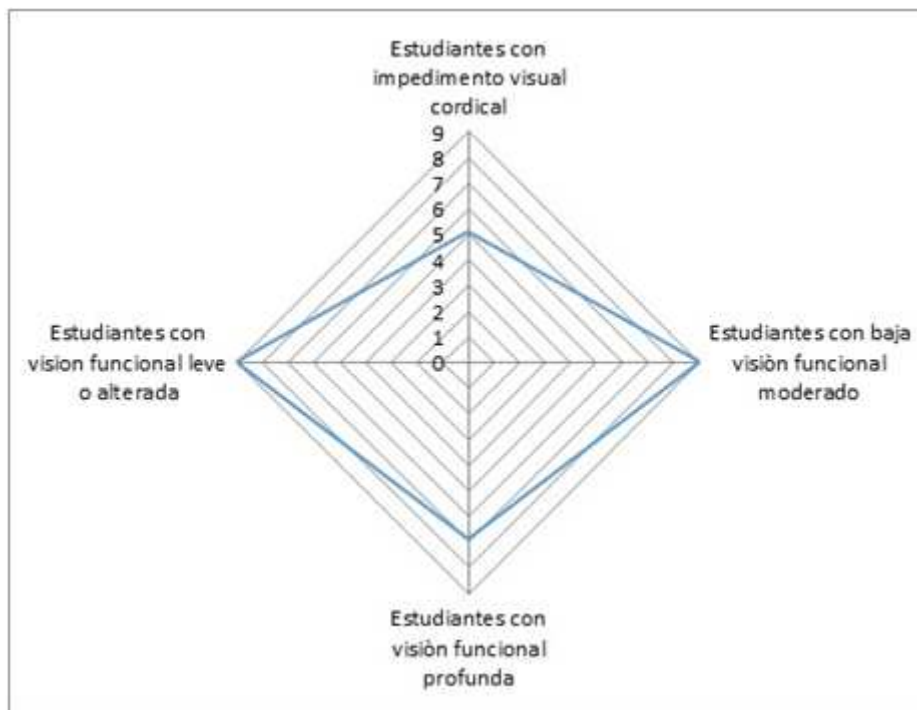 Estudiantes con
impedimento visual
cordical
9
8
7
6
5
4
3
2
1
0
Estudiantes con
vision funcional leve
o alterada
Estudiantes con baja
visiòn funcional
moderado
Estudiantes con
visiòn funcional
profunda